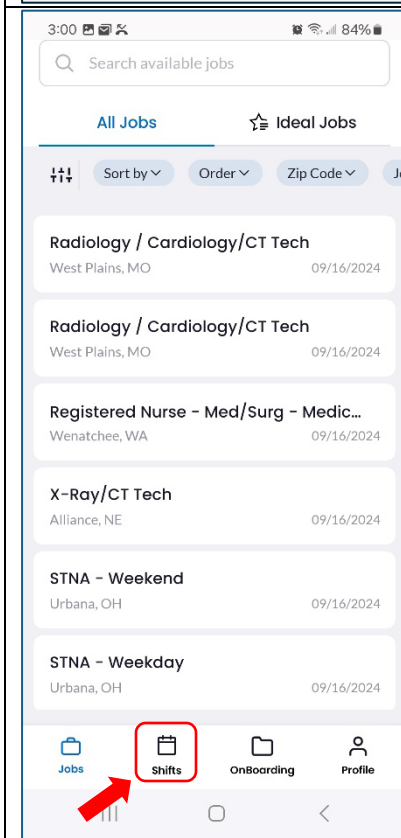 3:00 84%
Search available jobs
All Jobs Ideal Jobs
Sort by Order Zip Code J
Radiology / Cardiology/CT Tech
West Plains, MO 09/16/2024
Radiology / Cardiology/CT Tech
West Plains, MO 09/16/2024
Registered Nurse - Med/Surg - Medic...
Wenatchee, WA 09/16/2024
X-Ray/CT Tech
Alliance, NE 09/16/2024
STNA - Weekend
Urbana, OH 09/16/2024
STNA - Weekday
Urbana, OH 09/16/2024
Jobs Shifts OnBoarding Profile